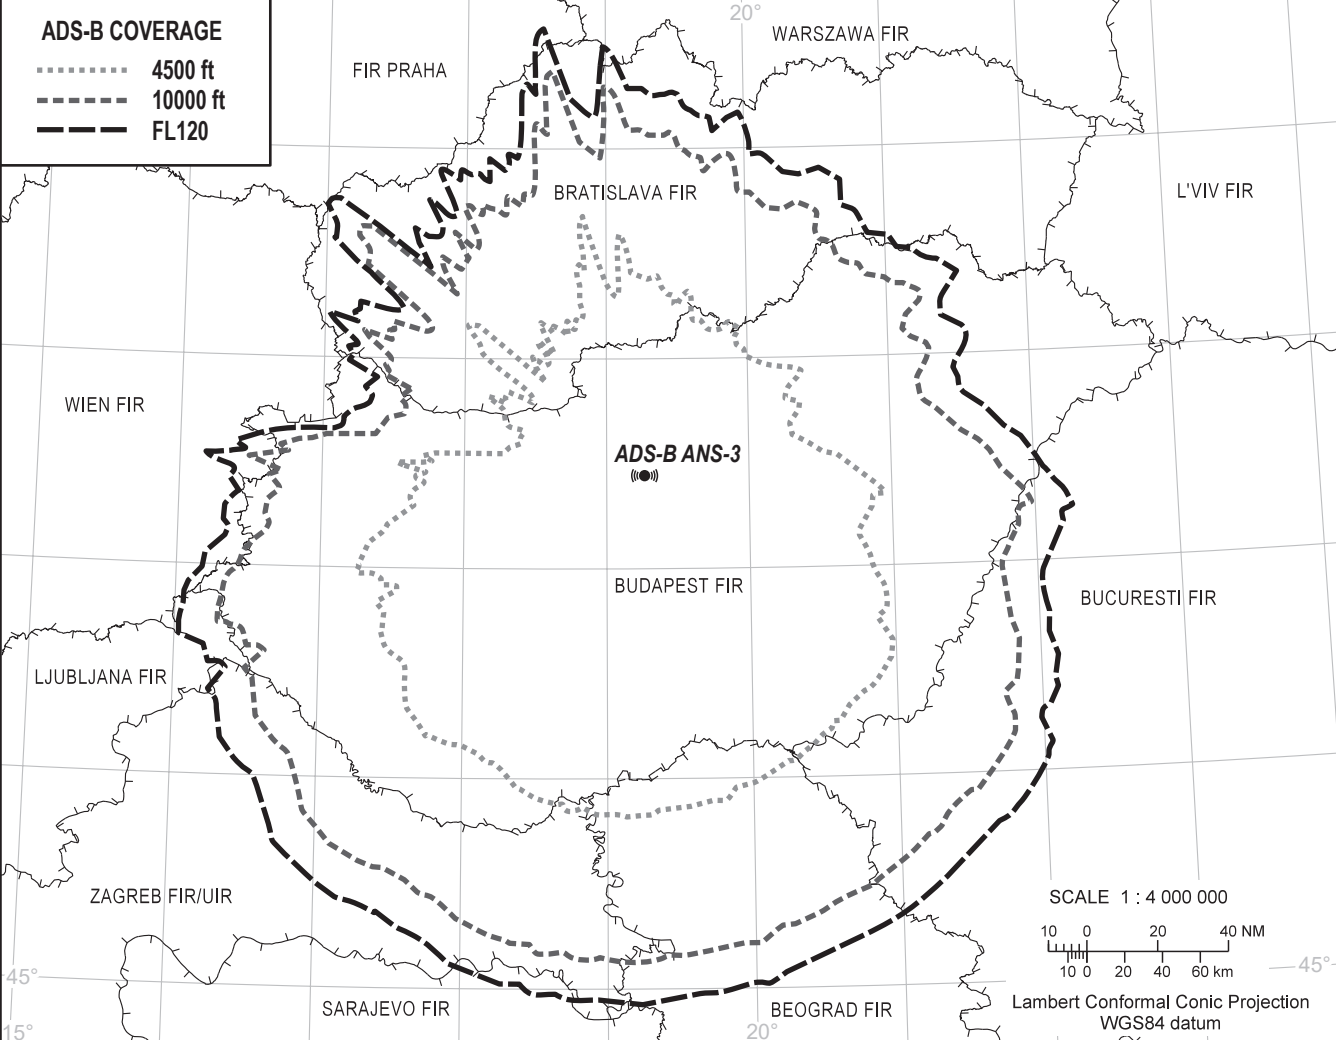 20°
ADS-B COVERAGE
4500 ft
10000 ft
FL120
FIR PRAHA
WARSZAWA FIR
BRATISLAVA FIR
L'VIV FIR
WIEN FIR
ADS-B ANS-3
BUDAPEST FIR
BUCURESTI FIR
LJUBLJANA FIR
ZAGREB FIR/UIR
SCALE 1 : 4 000 000
10 0 20 40 NM
10 0 20 40 60 km
45°
45°
SARAJEVO FIR
BEOGRAD FIR
Lambert Conformal Conic Projection
WGS84 datum
15°
20°